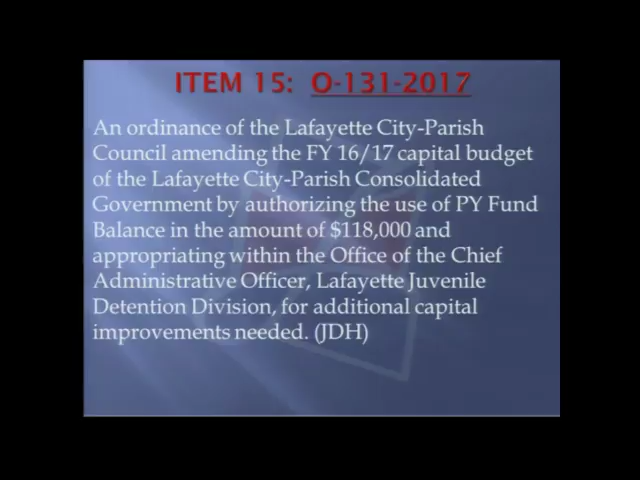 ITEM 15: O-131-2017
An ordinance of the Lafayette City-Parish
Council amending the FY 16/17 capital budget
of the Lafayette City-Parish Consolidated
Government by authorizing the use of PY Fund
Balance in the amount of $118,000 and
appropriating within the Office of the Chief
Administrative Officer, Lafayette Juvenile
Detention Division, for additional capital
improvements needed. (JDH)